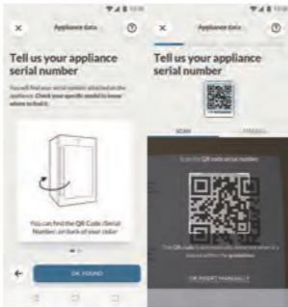 Appliance data
Tell us your appliance
serial number
You will find your serial number attached on the
appliance. Check your specific model to know
where to find it.
You can find the QR Code /Serial
Number, on back of your
OK, FOUND
Appliance data
Tell us your appliance
serial number
SCAN
Scan the QR code serial number
OR INSERT MANUALLY